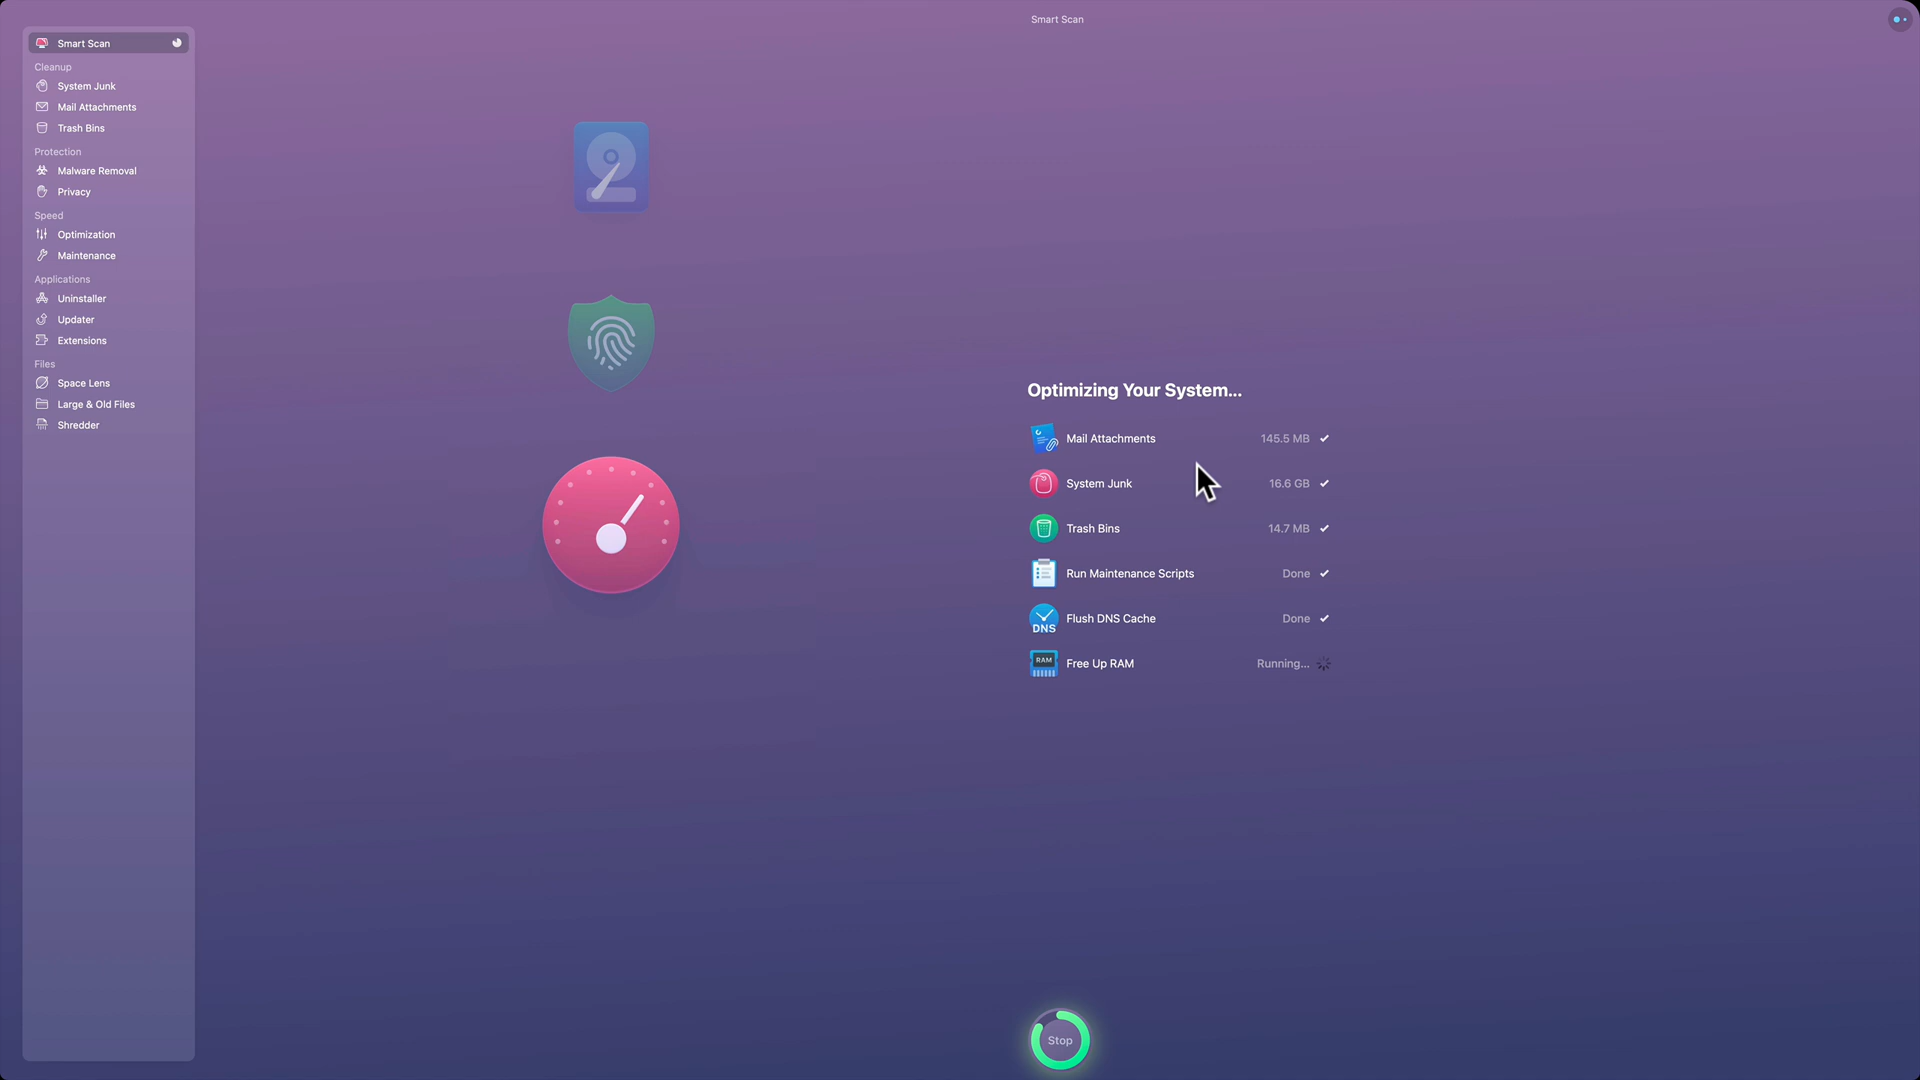 Smart Scan
Smart Scan
Cleanup
System Junk
Mail Attachments
Trash Bins
Protection
Malware Removal
Privacy
Speed
Optimization
Maintenance
Applications
Uninstaller
Updater
Extensions
Files
Space Lens
Large & Old Files
Shredder
Optimizing Your System...
Mail Attachments 145.5 MB
System Junk 16.6 GB
Trash Bins 14.7 MB
Run Maintenance Scripts Done
DNS Flush DNS Cache Done
RAM Free Up RAM Running...
Stop